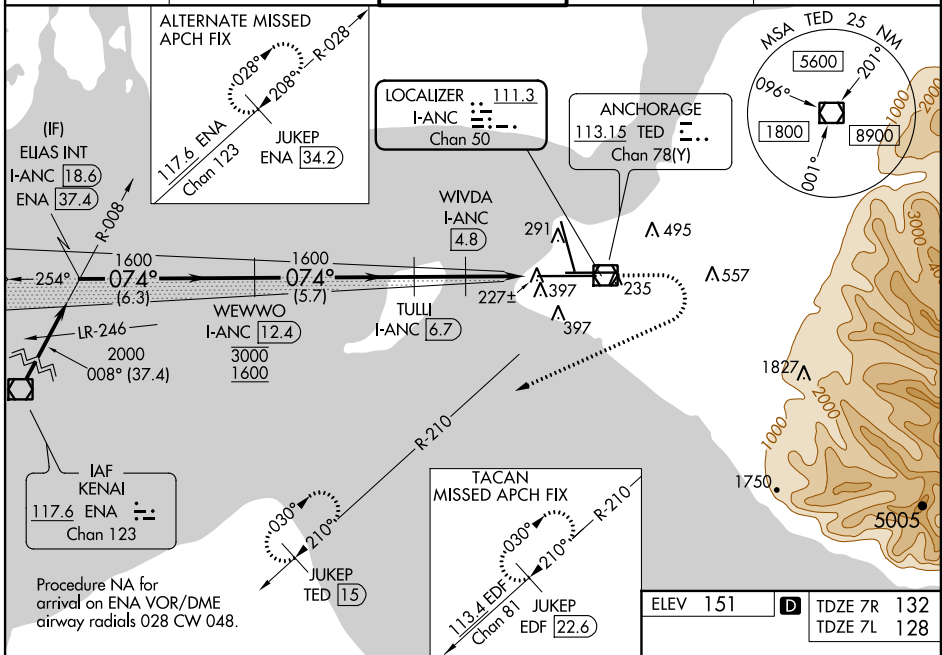 ALTERNATE MISSED
APCH FIX
R-028
028°
208°
117.6 ENA
Chan 123
JUKEP
ENA 34.2
LOCALIZER 111.3
I-ANC
Chan 50
ANCHORAGE
113.15 TED
Chan 78(Y)
MSA TED 25 NM
5600
201°
096°
1800
8900
001°
1000
2000
(IF)
ELIAS INT
I-ANC 18.6
ENA 37.4
R-008
WIVDA
I-ANC
4.8
291
495
3000
1600
1600
254°
074°
074°
(6.3)
(5.7)
227±
397
235
557
WEWWO
I-ANC 12.4
3000
1600
TULLI
I-ANC 6.7
397
LR-246
2000
008° (37.4)
1827
2000
1000
R-210
IAF
KENAI
117.6 ENA
Chan 123
TACAN
MISSED APCH FIX
R-210
030°
210°
113.4 EDF
Chan 81
JUKEP
EDF 22.6
1750
5005
030°
210°
JUKEP
TED 15
Procedure NA for
arrival on ENA VOR/DME
airway radials 028 CW 048.
ELEV 151
D
TDZE 7R 132
TDZE 7L 128